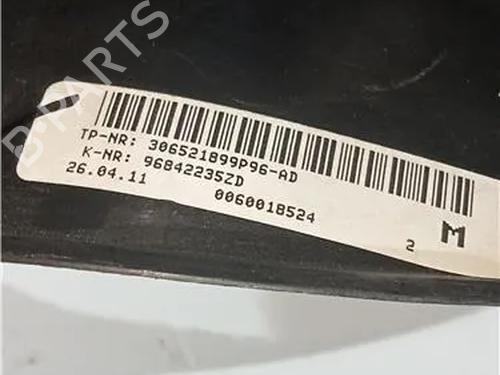 B-PARTS
TP-NR: 306521899P96-AD
K-NR: 96842235ZD
26.04.11
0060018524
2
M